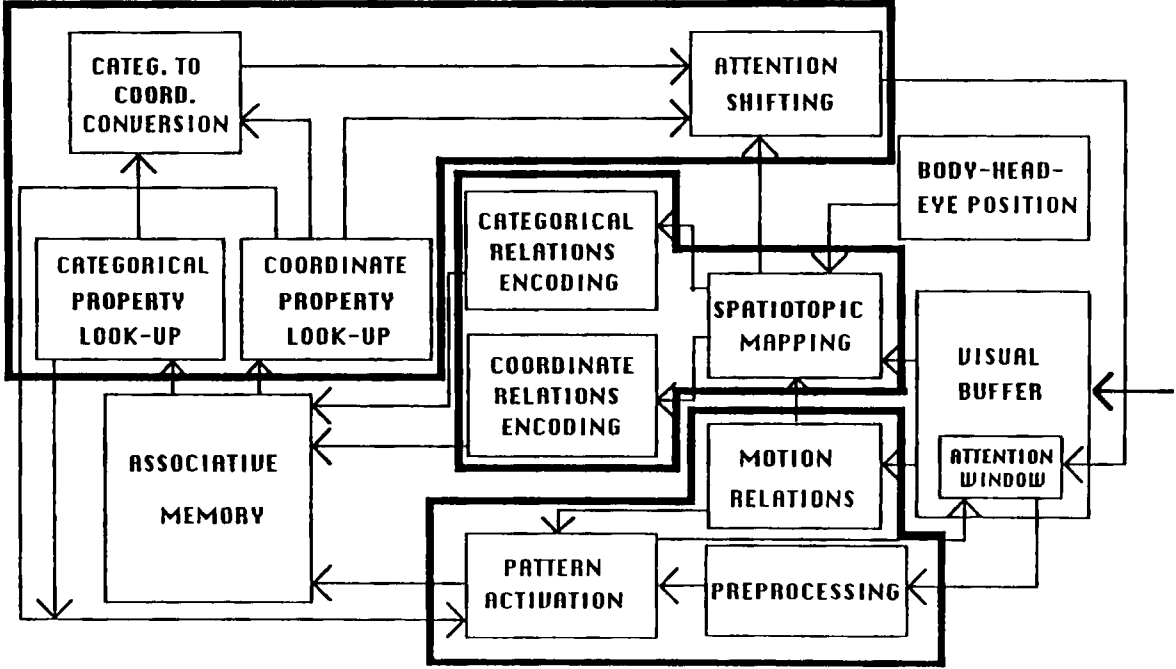 CATEG. TO
COORD.
CONVERSION
ATTENTION
SHIFTING
BODY-HEAD-
EYE POSITION
CATEGORICAL
RELATIONS
ENCODING
CATEGORICAL
PROPERTY
LOOK-UP
COORDINATE
PROPERTY
LOOK-UP
SPATIOTOPIC
MAPPING
VISUAL
BUFFER
COORDINATE
RELATIONS
ENCODING
ATTENTION
WINDOW
ASSOCIATIVE
MEMORY
MOTION
RELATIONS
PATTERN
ACTIVATION
PREPROCESSING